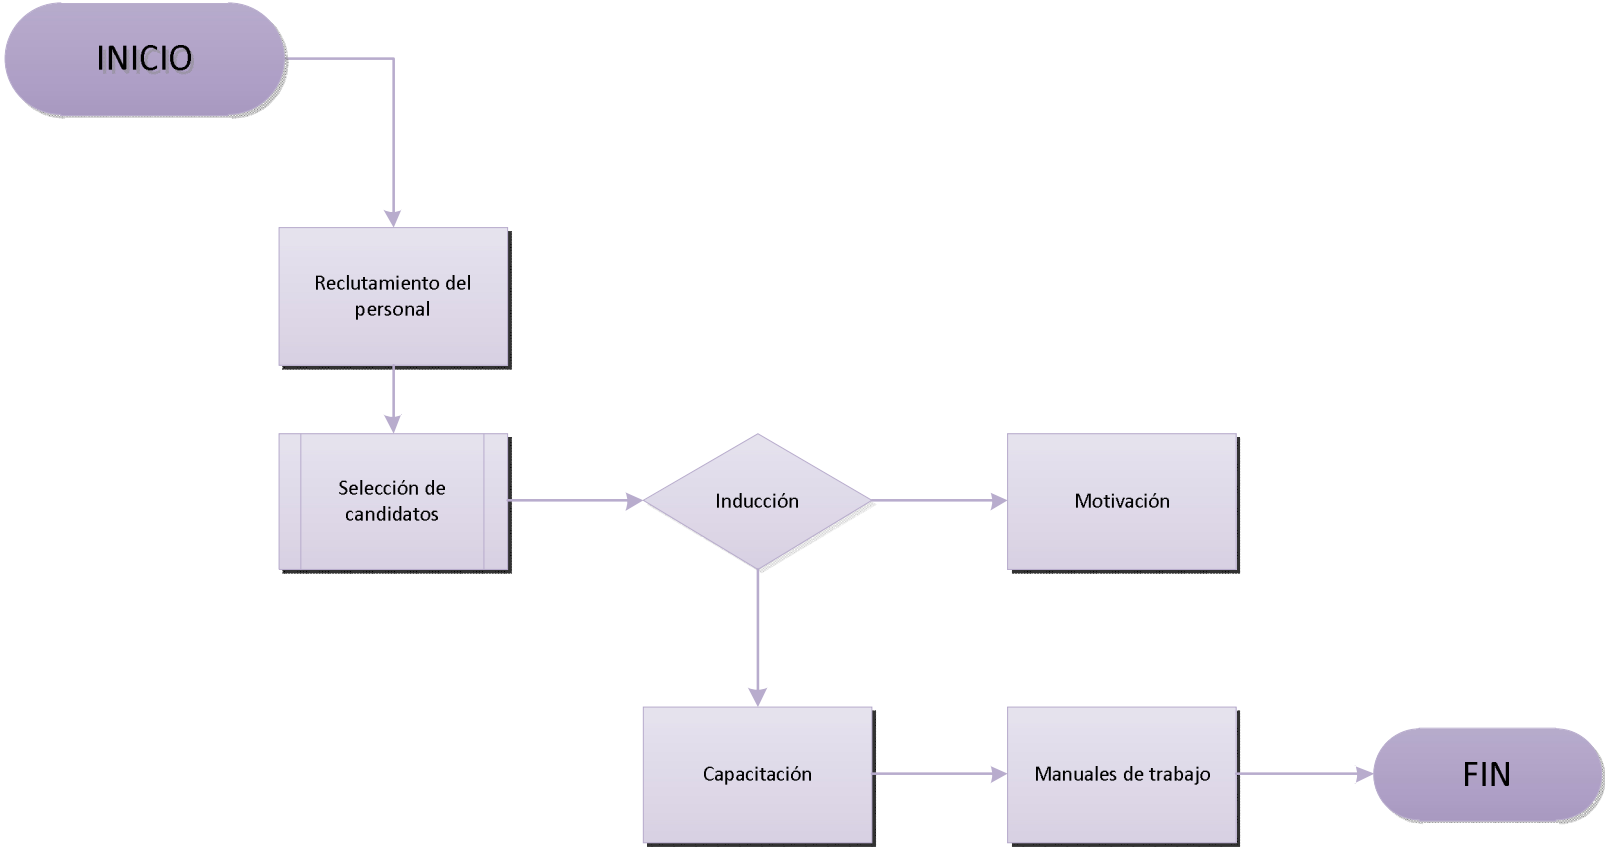 INICIO
Reclutamiento del
personal
Selección de
candidatos
Inducción
Motivación
Capacitación
Manuales de trabajo
FIN